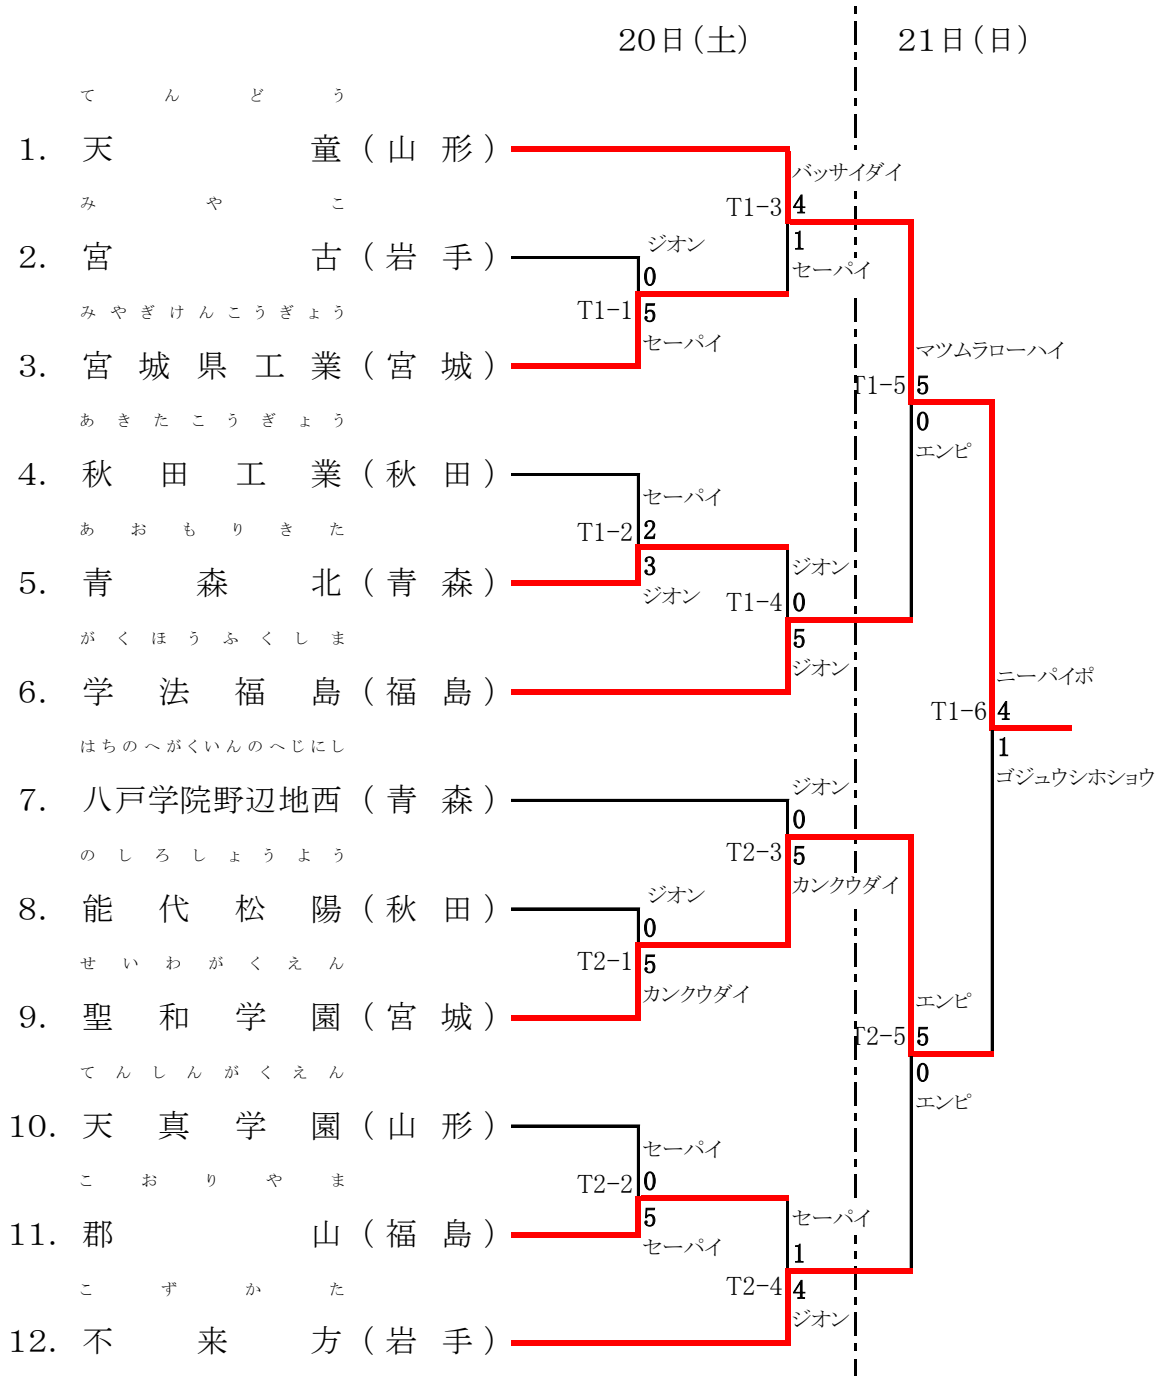 20日(土) 21日(日)
てんどう
1. 天童(山形)
バッサイダイ
T1-3 4
みやこ
2. 宮古(岩手)
ジオン
0
1
セーパイ
T1-1 5
みやぎけんこうぎょう
セーパイ
3. 宮城県工業(宮城)
マツムラローハイ
T1-5 5
0
あきたこうぎょう
エンピ
4. 秋田工業(秋田)
セーパイ
T1-2 2
あおもりきた
3
ジオン
5. 青森北(青森)
ジオン
T1-4 0
5
がくほうふくしま
ジオン
6. 学法福島(福島)
ニーパイポ
T1-6 4
1
はちのへがくいんのへじにし
ゴジュウシホショウ
7. 八戸学院野辺地西(青森)
ジオン
0
T2-3 5
のしろしょうよう
カンクウダイ
8. 能代松陽(秋田)
ジオン
0
T2-1 5
せいわがくえん
カンクウダイ
9. 聖和学園(宮城)
エンピ
T2-5 5
0
てんしんがくえん
エンピ
10. 天真学園(山形)
セーパイ
T2-2 0
こおりやま
5
セーパイ
11. 郡山(福島)
セーパイ
1
T2-4 4
こずかた
ジオン
12. 不来方(岩手)